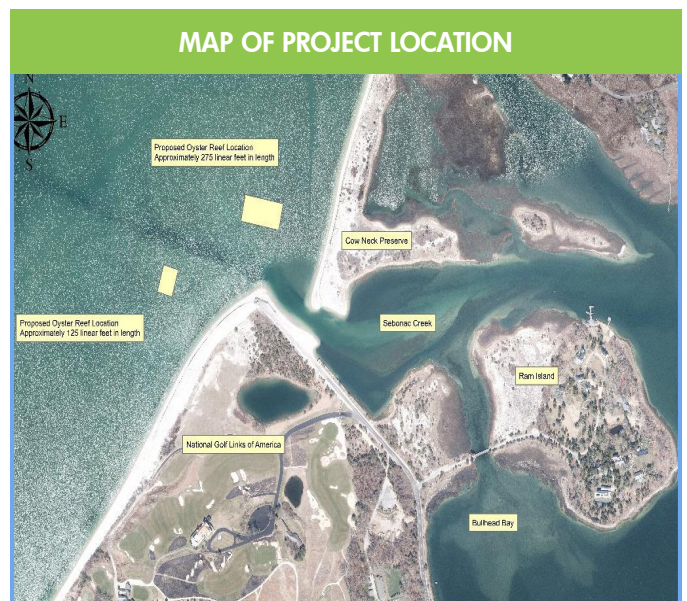 MAP OF PROJECT LOCATION
N
E
S
Proposed Oyster Reef Location
Approximately 275 linear feet in length
Cow Neck Preserve
Proposed Oyster Reef Location
Approximately 125 linear feet in length
Sebonac Creek
Ram Island
National Golf Links of America
Bullhead Bay